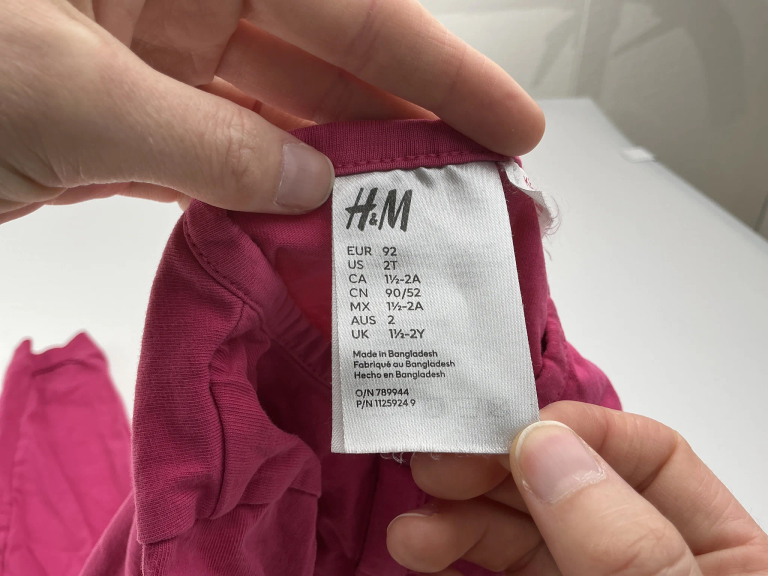 H&M
EUR 92
US 2T
CA 1½-2A
CN 90/52
MX 1½-2A
AUS 2
UK 1½-2Y
Made in Bangladesh
Fabriqué au Bangladesh
Hecho en Bangladesh
O/N 789944
P/N 1125924 9